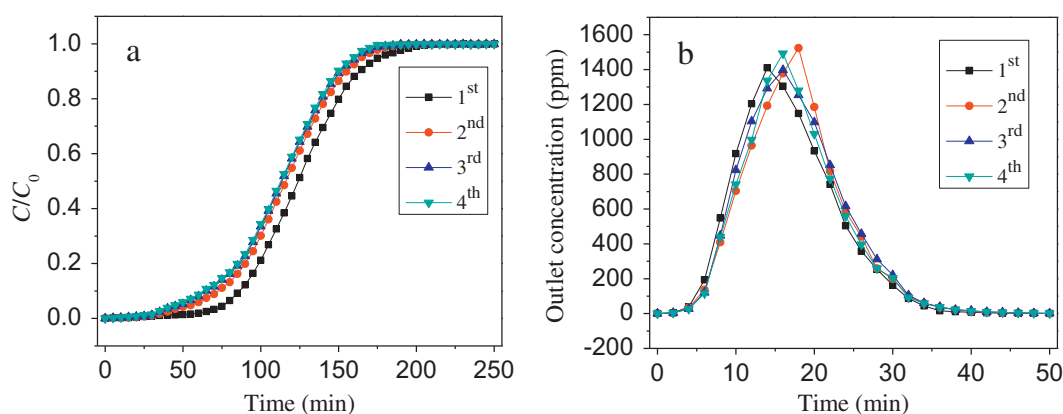 a
C/C0
1.0
0.8
0.6
0.4
0.2
0.0
1st
2nd
3rd
4th
0 50 100 150 200 250
Time (min)
b
Outlet concentration (ppm)
1600
1400
1200
1000
800
600
400
200
0
-200
1st
2nd
3rd
4th
0 10 20 30 40 50
Time (min)